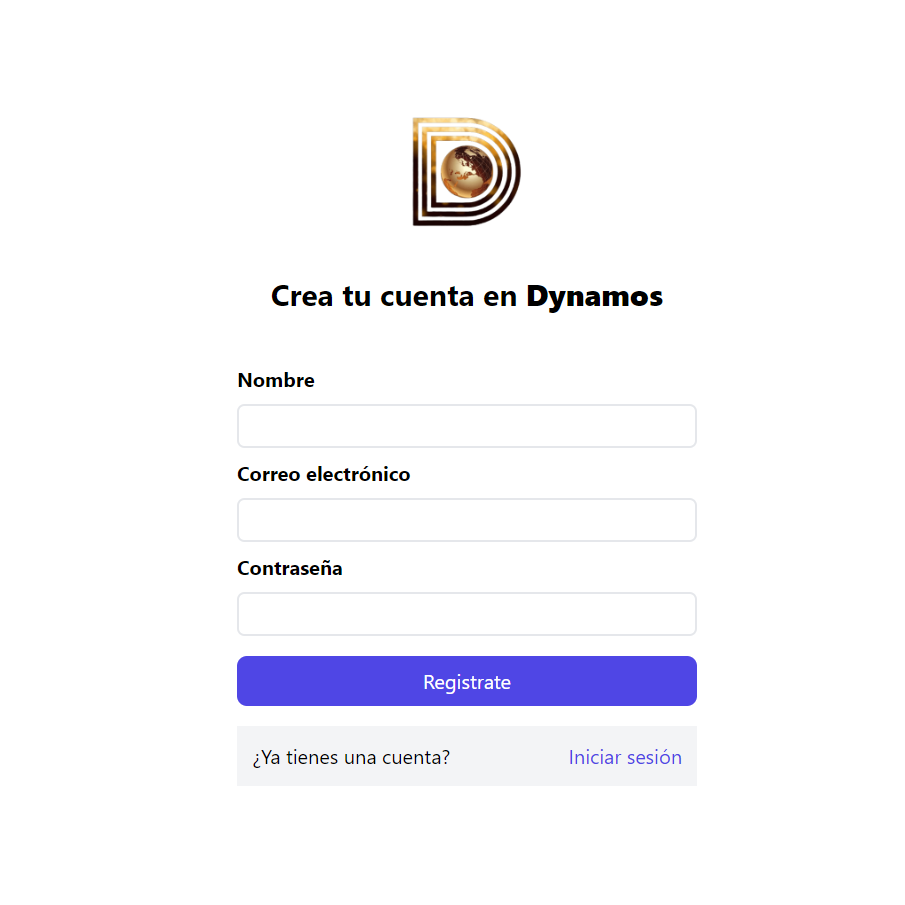 D
Crea tu cuenta en Dynamos
Nombre
Correo electrónico
Contraseña
Registrate
¿Ya tienes una cuenta? Iniciar sesión